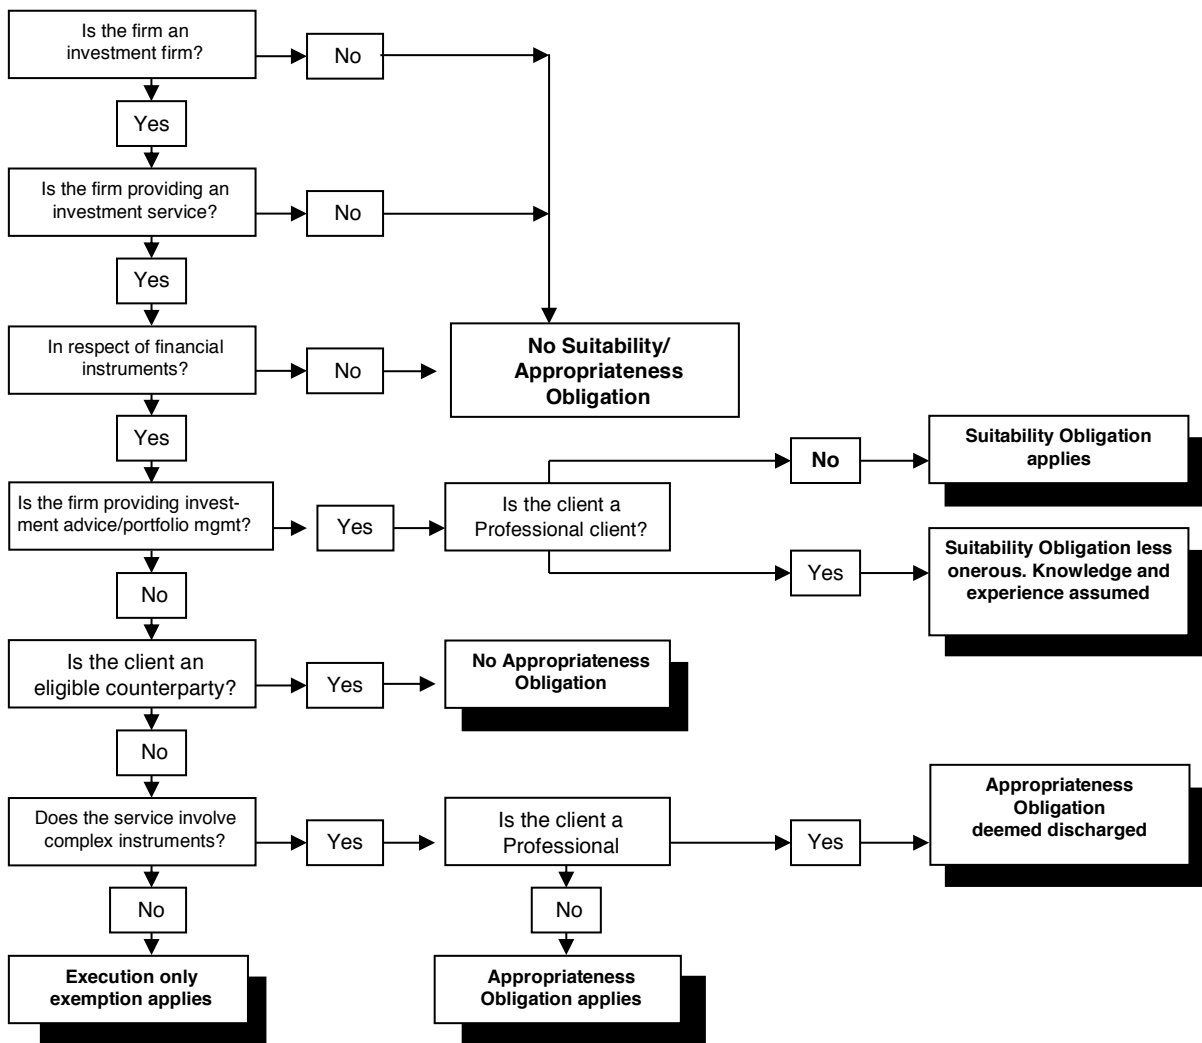 Is the firm an
investment firm?
No
Yes
Is the firm providing an
investment service?
No
Yes
In respect of financial
instruments?
No
No Suitability/
Appropriateness
Obligation
Yes
No
Suitability Obligation
applies
Is the firm providing invest-
ment advice/portfolio mgmt?
Yes
Is the client a
Professional client?
Yes
Suitability Obligation less
onerous. Knowledge and
experience assumed
No
Is the client an
eligible counterparty?
Yes
No Appropriateness
Obligation
No
Does the service involve
complex instruments?
Yes
Is the client a
Professional
Yes
Appropriateness
Obligation
deemed discharged
No
No
Execution only
exemption applies
Appropriateness
Obligation applies